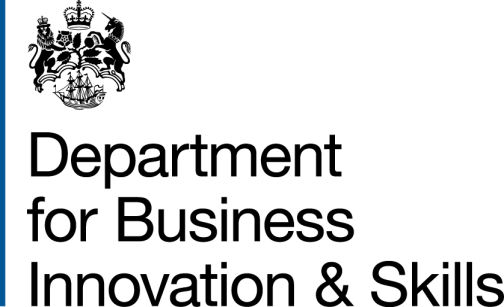 Department
for Business
Innovation & Skills